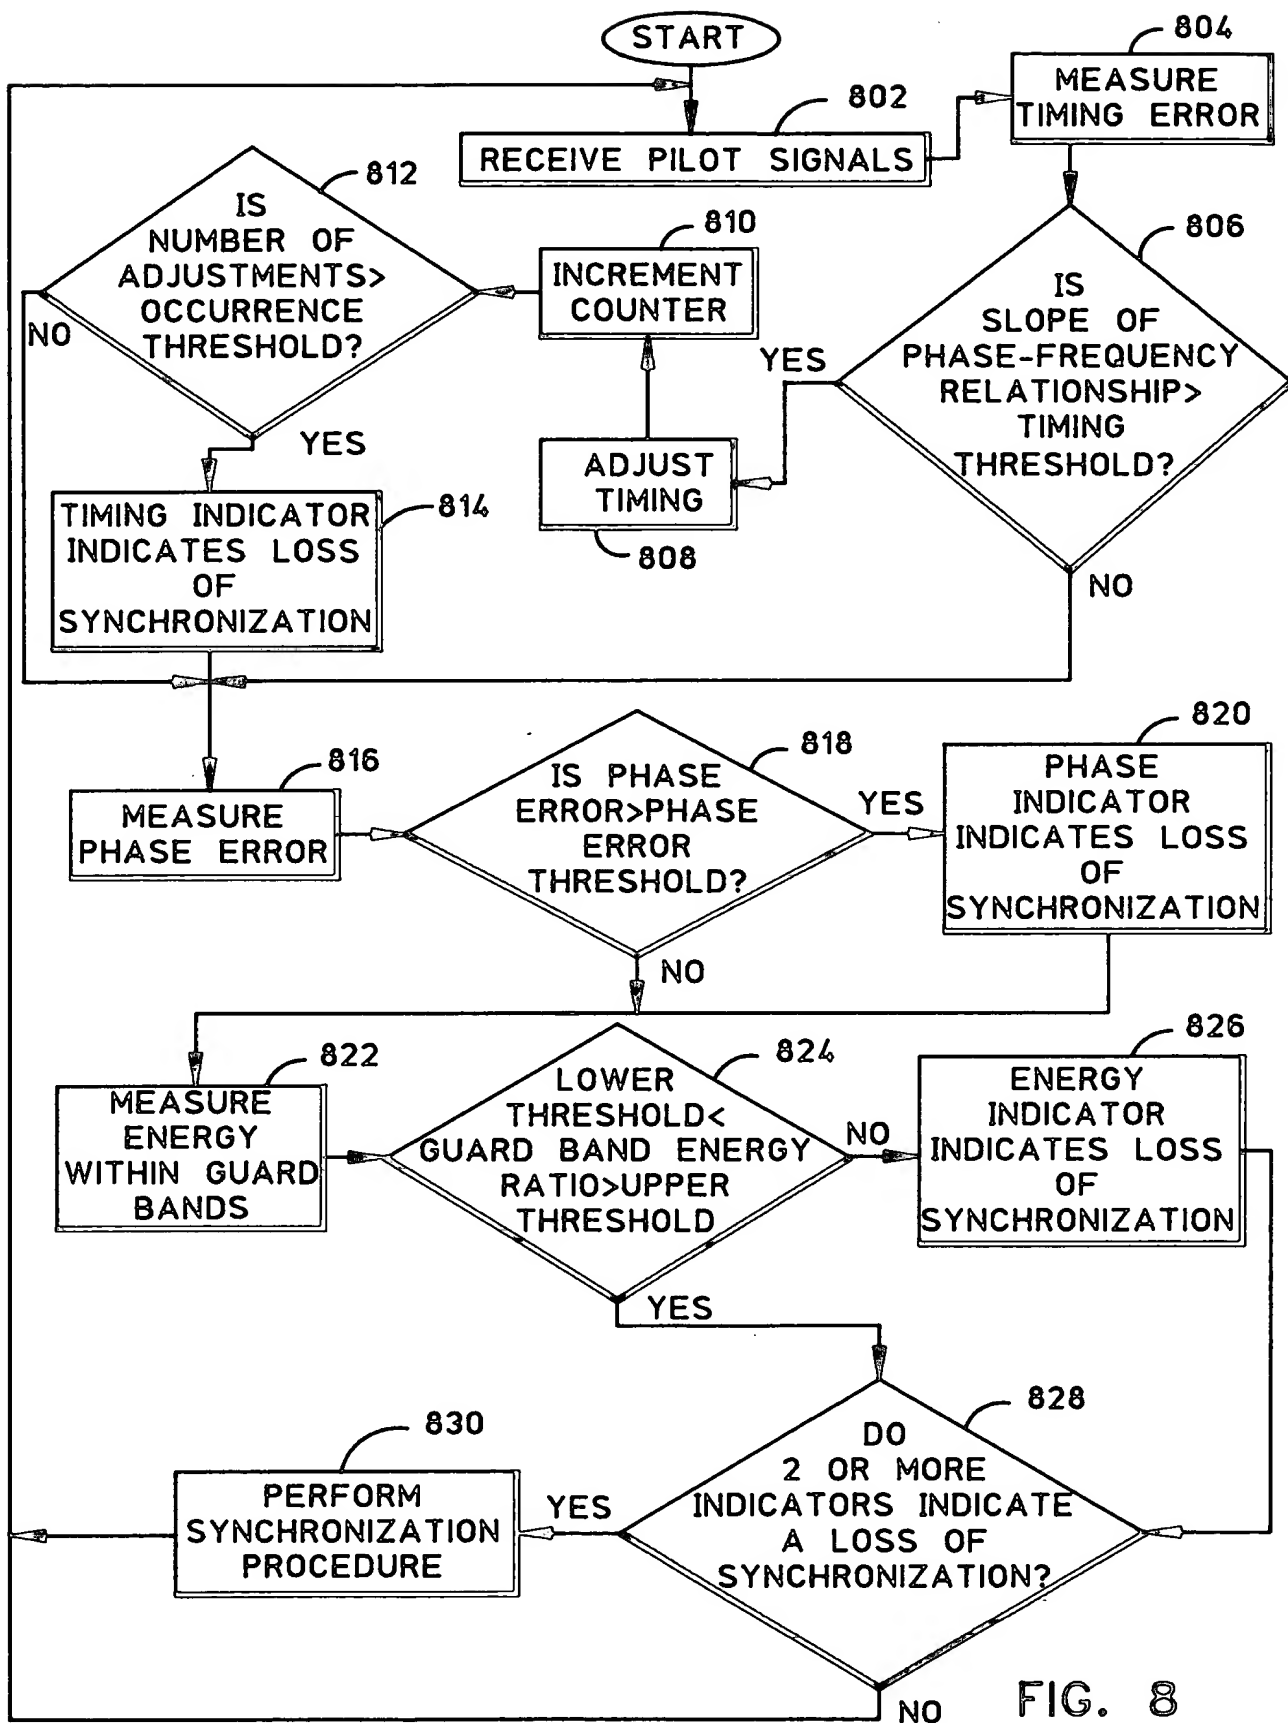 START
802
RECEIVE PILOT SIGNALS
804
MEASURE
TIMING ERROR
806
IS
SLOPE OF
PHASE-FREQUENCY
RELATIONSHIP>
TIMING
THRESHOLD?
YES
NO
ADJUST
TIMING
808
810
INCREMENT
COUNTER
812
IS
NUMBER OF
ADJUSTMENTS>
OCCURRENCE
THRESHOLD?
NO
YES
TIMING INDICATOR
INDICATES LOSS
OF
SYNCHRONIZATION
814
816
MEASURE
PHASE ERROR
818
IS PHASE
ERROR>PHASE
ERROR
THRESHOLD?
YES
NO
820
PHASE
INDICATOR
INDICATES LOSS
OF
SYNCHRONIZATION
822
MEASURE
ENERGY
WITHIN GUARD
BANDS
824
LOWER
THRESHOLD<
GUARD BAND ENERGY
RATIO>UPPER
THRESHOLD
NO
YES
826
ENERGY
INDICATOR
INDICATES LOSS
OF
SYNCHRONIZATION
828
DO
2 OR MORE
INDICATORS INDICATE
A LOSS OF
SYNCHRONIZATION?
YES
NO
830
PERFORM
SYNCHRONIZATION
PROCEDURE
FIG. 8